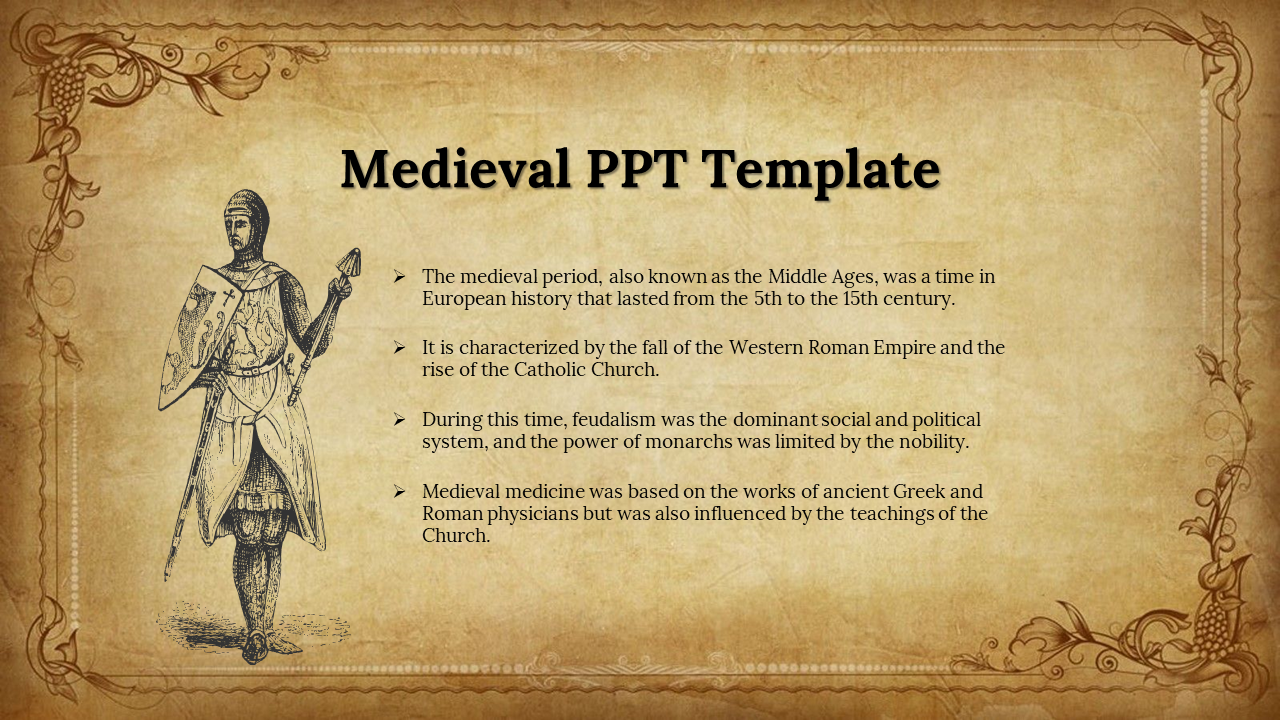 Medieval PPT Template
➢ The medieval period, also known as the Middle Ages, was a time in
European history that lasted from the 5th to the 15th century.
➢ It is characterized by the fall of the Western Roman Empire and the
rise of the Catholic Church.
➢ During this time, feudalism was the dominant social and political
system, and the power of monarchs was limited by the nobility.
➢ Medieval medicine was based on the works of ancient Greek and
Roman physicians but was also influenced by the teachings of the
Church.